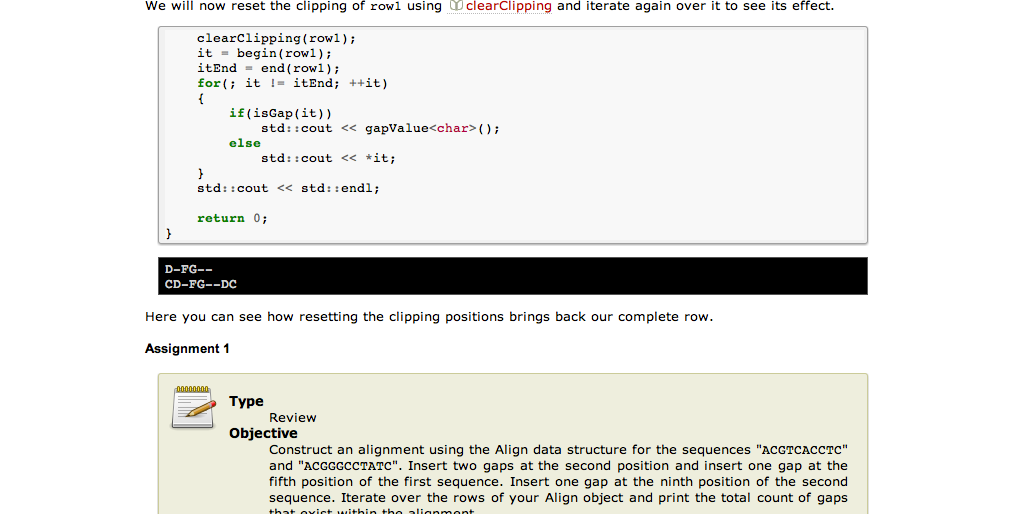 We will now reset the clipping of row1 using clearClipping and iterate again over it to see its effect.
clearClipping(row1);
it = begin(row1);
itEnd = end(row1);
for(; it != itEnd; ++it)
{
if(isGap(it))
std::cout << gapValue<char>();
else
std::cout << *it;
}
std::cout << std::endl;
return 0;
}
D-FG--
CD-FG--DC
Here you can see how resetting the clipping positions brings back our complete row.
Assignment 1
Type
Review
Objective
Construct an alignment using the Align data structure for the sequences "ACGTCACCTC"
and "ACGGGCCTATC". Insert two gaps at the second position and insert one gap at the
fifth position of the first sequence. Insert one gap at the ninth position of the second
sequence. Iterate over the rows of your Align object and print the total count of gaps
that exist within the alignment.